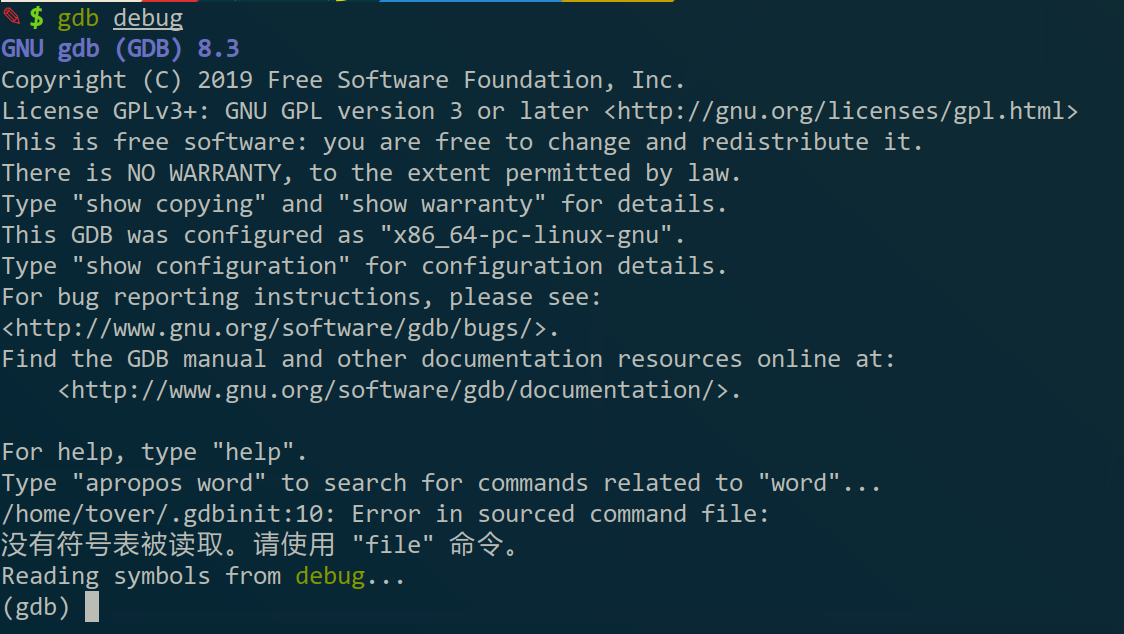 $ gdb debug
GNU gdb (GDB) 8.3
Copyright (C) 2019 Free Software Foundation, Inc.
License GPLv3+: GNU GPL version 3 or later <http://gnu.org/licenses/gpl.html>
This is free software: you are free to change and redistribute it.
There is NO WARRANTY, to the extent permitted by law.
Type "show copying" and "show warranty" for details.
This GDB was configured as "x86_64-pc-linux-gnu".
Type "show configuration" for configuration details.
For bug reporting instructions, please see:
<http://www.gnu.org/software/gdb/bugs/>.
Find the GDB manual and other documentation resources online at:
    <http://www.gnu.org/software/gdb/documentation/>.

For help, type "help".
Type "apropos word" to search for commands related to "word"...
/home/tover/.gdbinit:10: Error in sourced command file:
没有符号表被读取。请使用 "file" 命令。
Reading symbols from debug...
(gdb)